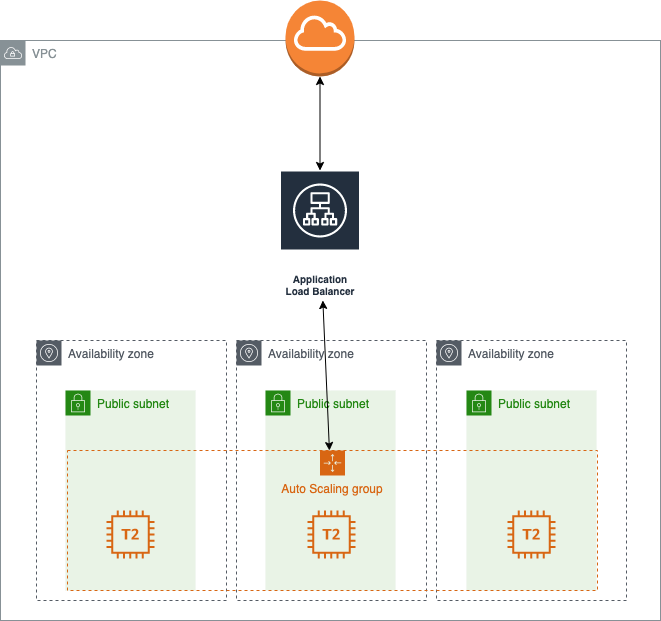 VPC
Application
Load Balancer
Availability zone
Availability zone
Availability zone
Public subnet
Public subnet
Public subnet
Auto Scaling group
T2
T2
T2